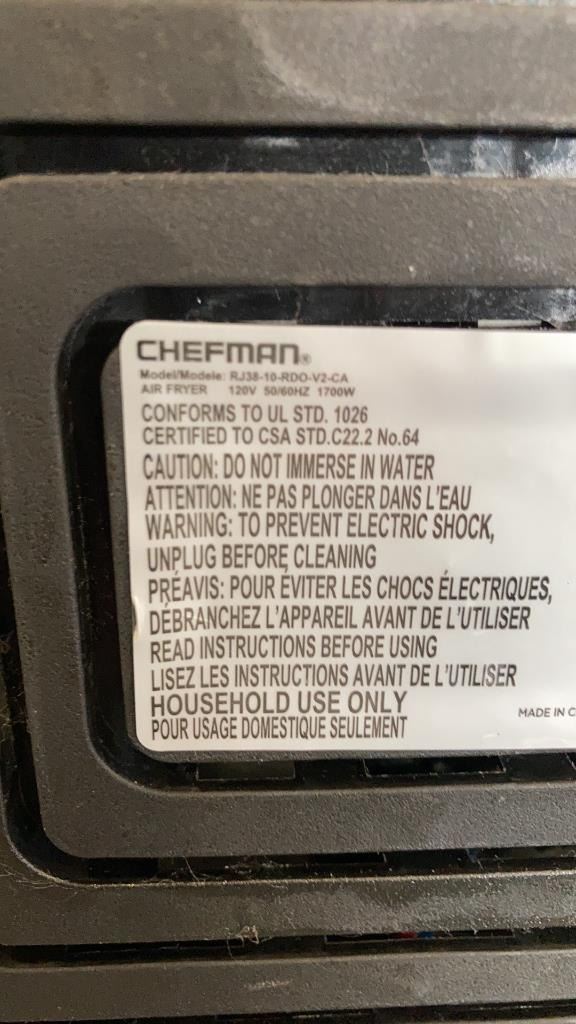 CHEFMAN®
Model/Modele: RJ38-10-RDO-V2-CA
AIR FRYER 120V 50/60HZ 1700W
CONFORMS TO UL STD. 1026
CERTIFIED TO CSA STD.C22.2 No.64
CAUTION: DO NOT IMMERSE IN WATER
ATTENTION: NE PAS PLONGER DANS L'EAU
WARNING: TO PREVENT ELECTRIC SHOCK,
UNPLUG BEFORE CLEANING
PRÉAVIS: POUR ÉVITER LES CHOCS ÉLECTRIQUES,
DÉBRANCHEZ L'APPAREIL AVANT DE L'UTILISER
READ INSTRUCTIONS BEFORE USING
LISEZ LES INSTRUCTIONS AVANT DE L'UTILISER
HOUSEHOLD USE ONLY
MADE IN C
POUR USAGE DOMESTIQUE SEULEMENT